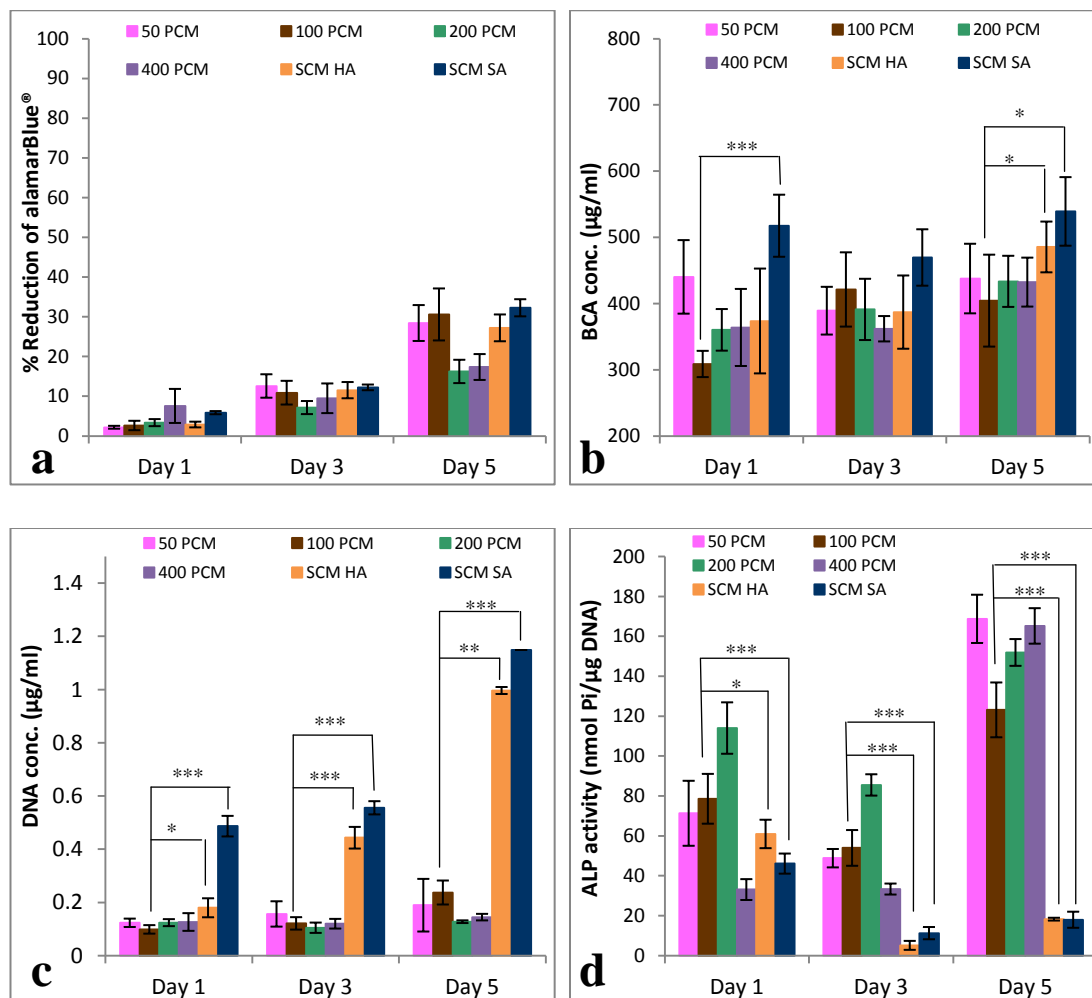 50 PCM 100 PCM 200 PCM
400 PCM SCM HA SCM SA
% Reduction of alamarBlue®
100
90
80
70
60
50
40
30
20
10
0
Day 1 Day 3 Day 5
a
50 PCM 100 PCM 200 PCM
400 PCM SCM HA SCM SA
BCA conc. (µg/ml)
800
700
600
500
400
300
200
***
*
*
Day 1 Day 3 Day 5
b
50 PCM 100 PCM 200 PCM
400 PCM SCM HA SCM SA
DNA conc. (µg/ml)
1.4
1.2
1
0.8
0.6
0.4
0.2
0
***
*
***
***
***
**
Day 1 Day 3 Day 5
c
50 PCM 100 PCM
200 PCM 400 PCM
SCM HA SCM SA
ALP activity (nmol Pi/µg DNA)
200
180
160
140
120
100
80
60
40
20
0
***
*
***
***
***
***
Day 1 Day 3 Day 5
d